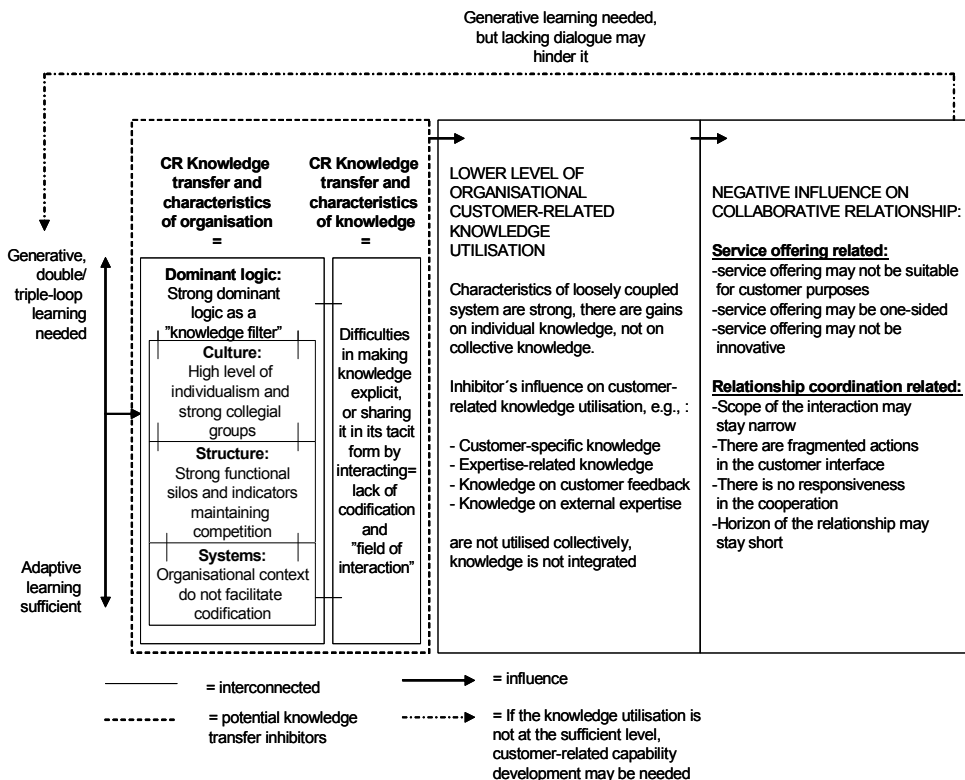 Generative learning needed,
but lacking dialogue may
hinder it
CR Knowledge
transfer and
characteristics
of organisation
=
CR Knowledge
transfer and
characteristics
of knowledge
=
Generative,
double/
triple-loop
learning
needed
Adaptive
learning
sufficient
Dominant logic:
Strong dominant
logic as a
"knowledge filter"
Culture:
High level of
individualism and
strong collegial
groups
Structure:
Strong functional
silos and indicators
maintaining
competition
Systems:
Organisational context
do not facilitate
codification
Difficulties
in making
knowledge
explicit,
or sharing
it in its tacit
form by
interacting=
lack of
codification
and
"field of
interaction"
LOWER LEVEL OF
ORGANISATIONAL
CUSTOMER-RELATED
KNOWLEDGE
UTILISATION
Characteristics of loosely coupled
system are strong, there are gains
on individual knowledge, not on
collective knowledge.
Inhibitor´s influence on customer-
related knowledge utilisation, e.g., :
- Customer-specific knowledge
- Expertise-related knowledge
- Knowledge on customer feedback
- Knowledge on external expertise
are not utilised collectively,
knowledge is not integrated
NEGATIVE INFLUENCE ON
COLLABORATIVE RELATIONSHIP:
Service offering related:
-service offering may not be suitable
for customer purposes
-service offering may be one-sided
-service offering may not be
innovative
Relationship coordination related:
-Scope of the interaction may
stay narrow
-There are fragmented actions
in the customer interface
-There is no responsiveness
in the cooperation
-Horizon of the relationship may
stay short
= interconnected
= potential knowledge
transfer inhibitors
= influence
= If the knowledge utilisation is
not at the sufficient level,
customer-related capability
development may be needed